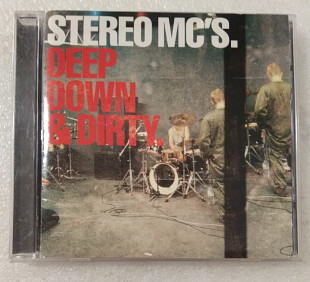 STEREO MC'S.
DEEP
DOWN
& DIRTY.